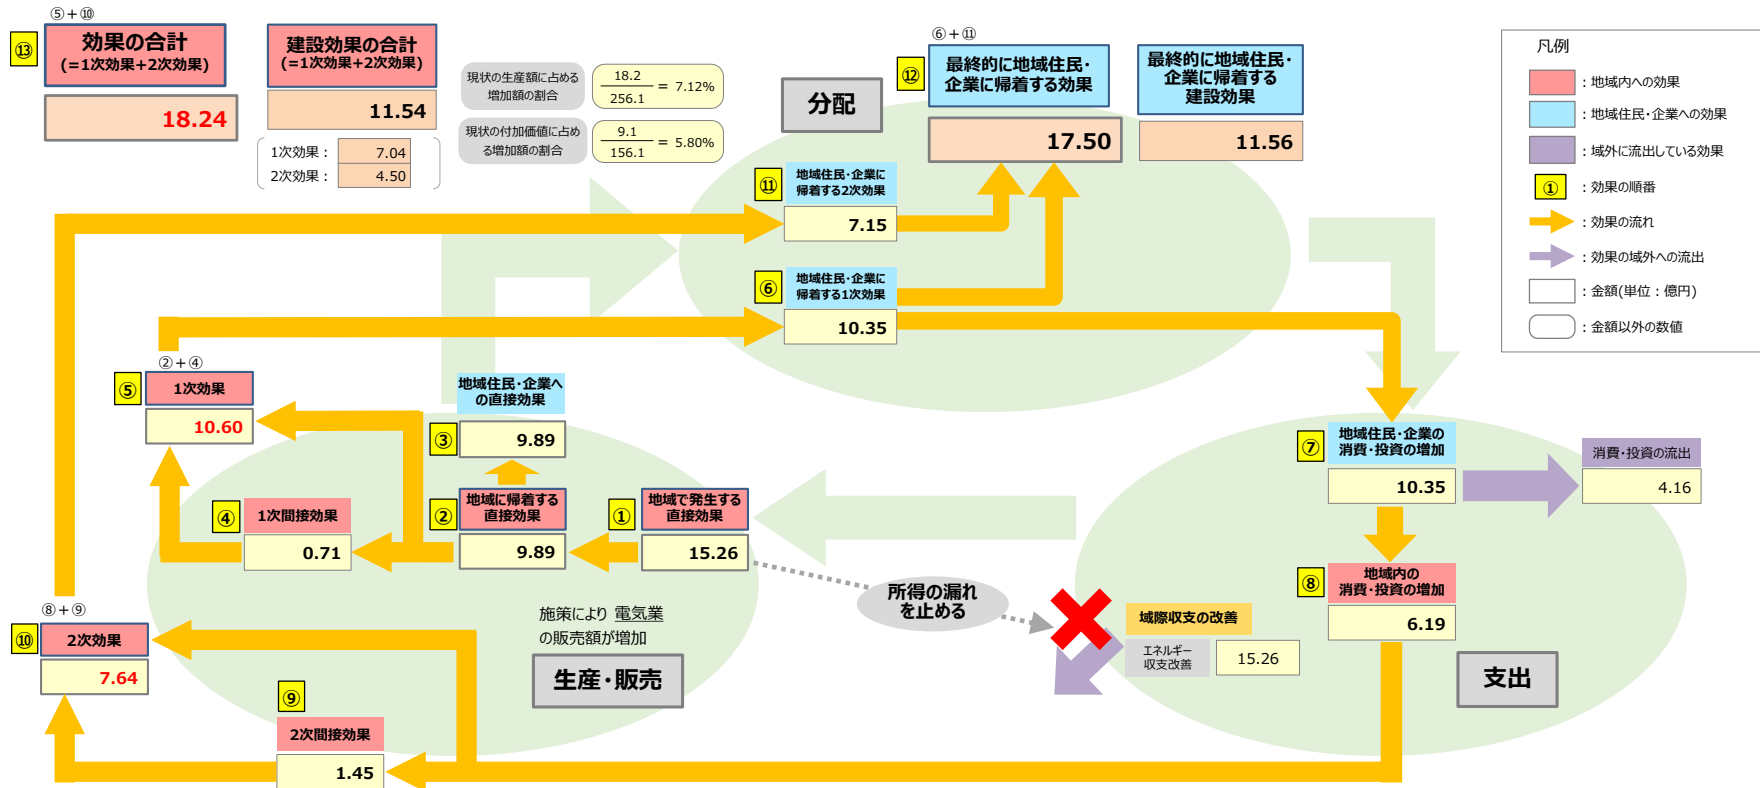 ⑤+⑩
⑬
効果の合計
(=1次効果+2次効果)
18.24
建設効果の合計
(=1次効果+2次効果)
11.54
1次効果：
7.04
2次効果：
4.50
現状の生産額に占める
増加額の割合
18.2
256.1
= 7.12%
現状の付加価値に占め
る増加額の割合
9.1
156.1
= 5.80%
分配
⑥+⑪
⑫
最終的に地域住民・
企業に帰着する効果
17.50
最終的に地域住民・
企業に帰着する
建設効果
11.56
凡例
：地域内への効果
：地域住民・企業への効果
：域外に流出している効果
①
：効果の順番
：効果の流れ
：効果の域外への流出
：金額(単位：億円)
：金額以外の数値
⑪
地域住民・企業に
帰着する2次効果
7.15
⑥
地域住民・企業に
帰着する1次効果
10.35
②+④
⑤
1次効果
10.60
地域住民・企業へ
の直接効果
③
9.89
④
1次間接効果
0.71
②
地域に帰着する
直接効果
9.89
①
地域で発生する
直接効果
15.26
⑦
地域住民・企業の
消費・投資の増加
10.35
消費・投資の流出
4.16
⑧
地域内の
消費・投資の増加
6.19
所得の漏れ
を止める
域際収支の改善
エネルギー
収支改善
15.26
支出
⑧+⑨
⑩
2次効果
7.64
施策により 電気業
の販売額が増加
生産・販売
⑨
2次間接効果
1.45